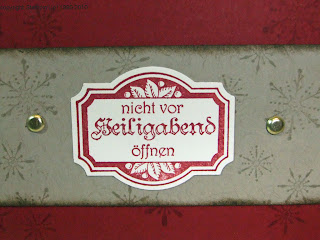 nicht vor
Heiligabend
öffnen